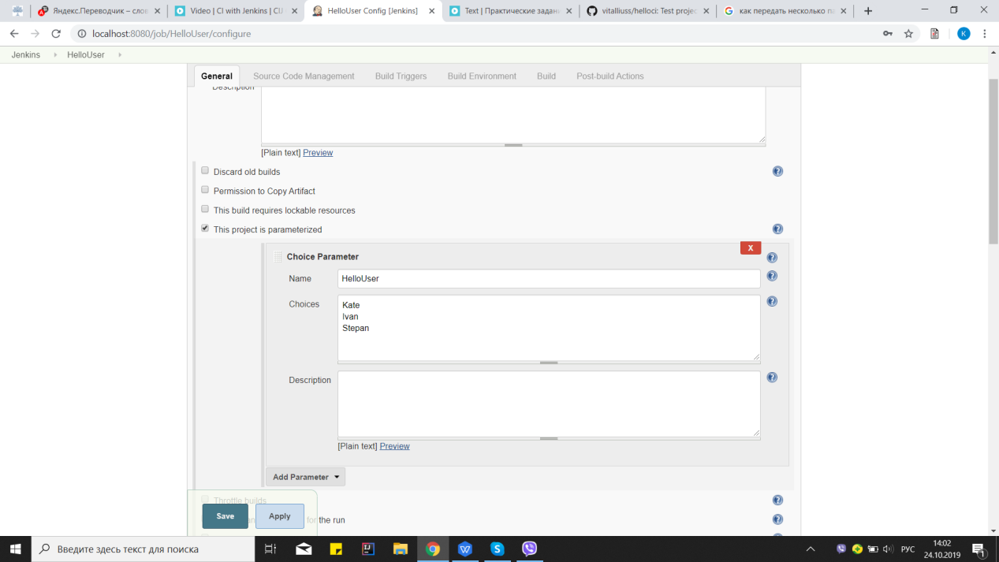 Яндекс.Переводчик – слов
Video | CI with Jenkins | CU
HelloUser Config [Jenkins]
Text | Практические задани
vitalliuss/helloci: Test projec
как передать несколько па
localhost:8080/job/HelloUser/configure
K
Jenkins
HelloUser
General
Source Code Management
Build Triggers
Build Environment
Build
Post-build Actions
Description
[Plain text] Preview
Discard old builds
Permission to Copy Artifact
This build requires lockable resources
This project is parameterized
X
Choice Parameter
Name
HelloUser
Choices
Kate
Ivan
Stepan
Description
[Plain text] Preview
Add Parameter
Throttle builds
Save
Apply
for the run
Введите здесь текст для поиска
РУС
14:02
24.10.2019
1